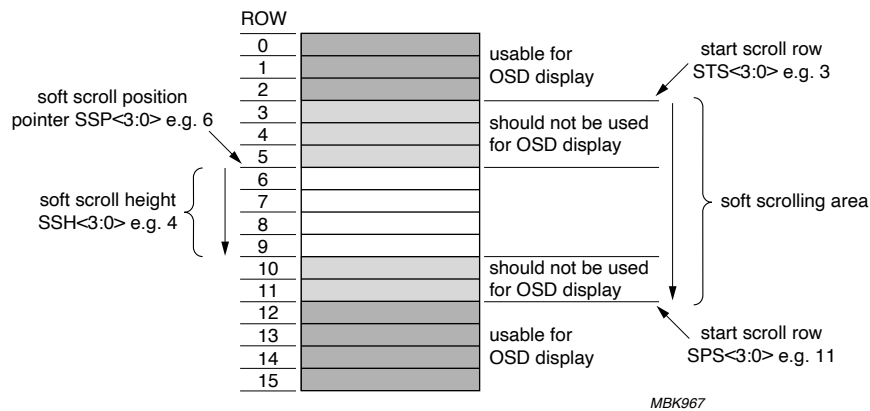 ROW
0
1
2
3
4
5
6
7
8
9
10
11
12
13
14
15
soft scroll position
pointer SSP<3:0> e.g. 6
soft scroll height
SSH<3:0> e.g. 4
usable for
OSD display
should not be used
for OSD display
should not be used
for OSD display
usable for
OSD display
start scroll row
STS<3:0> e.g. 3
soft scrolling area
start scroll row
SPS<3:0> e.g. 11
MBK967